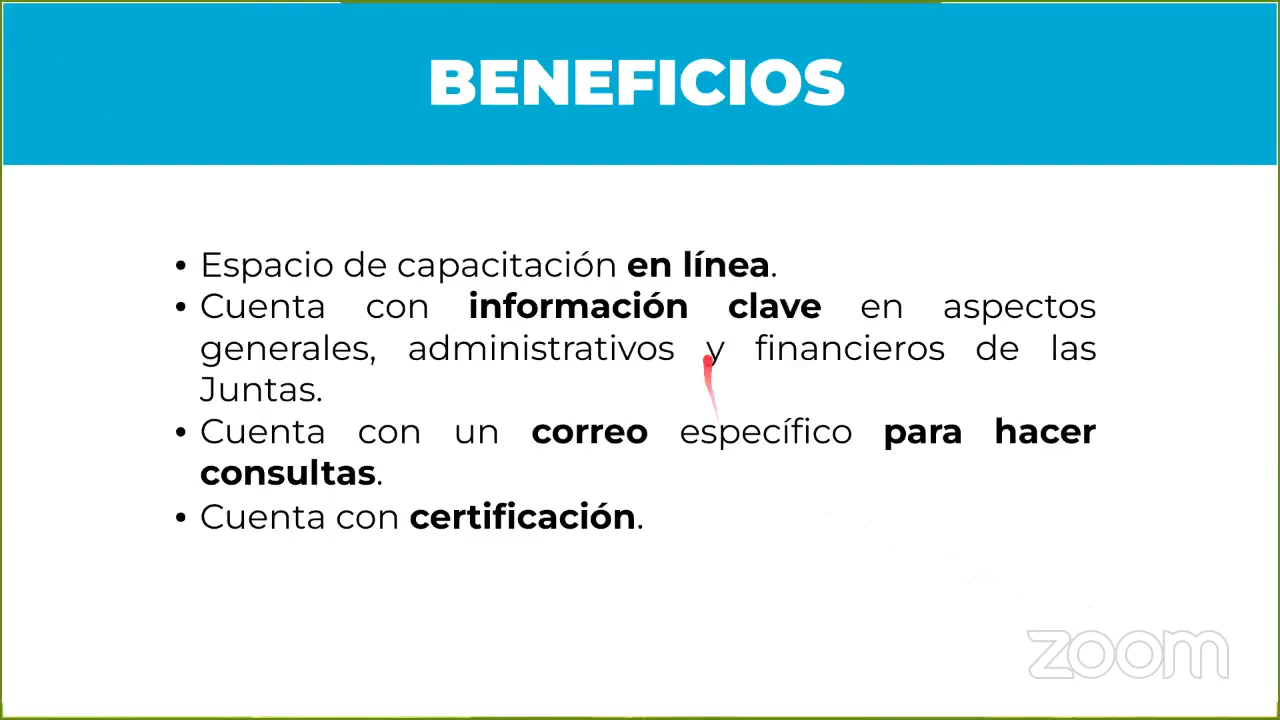 BENEFICIOS
• Espacio de capacitación en línea.
• Cuenta con información clave en aspectos
generales, administrativos y financieros de las
Juntas.
• Cuenta con un correo específico para hacer
consultas.
• Cuenta con certificación.
zoom